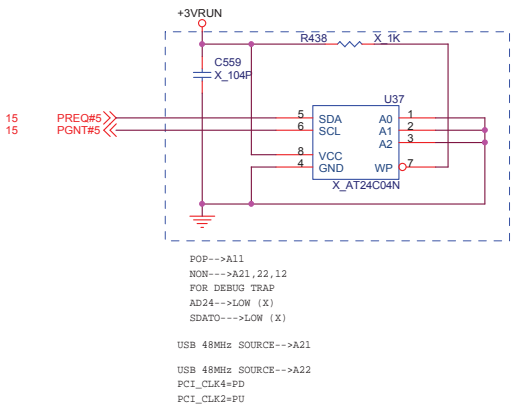 +3VRUN
R438 X_1K
C559
X_104P
U37
15 PREQ#5
15 PGNT#5
5 SDA A0 1
6 SCL A1 2
A2 3
8 VCC
4 GND WP 7
X_AT24C04N
POP-->A11
NON--->A21,22,12
FOR DEBUG TRAP
AD24-->LOW (X)
SDATO--->LOW (X)
USB 48MHz SOURCE-->A21
USB 48MHz SOURCE-->A22
PCI_CLK4=PD
PCI_CLK2=PU